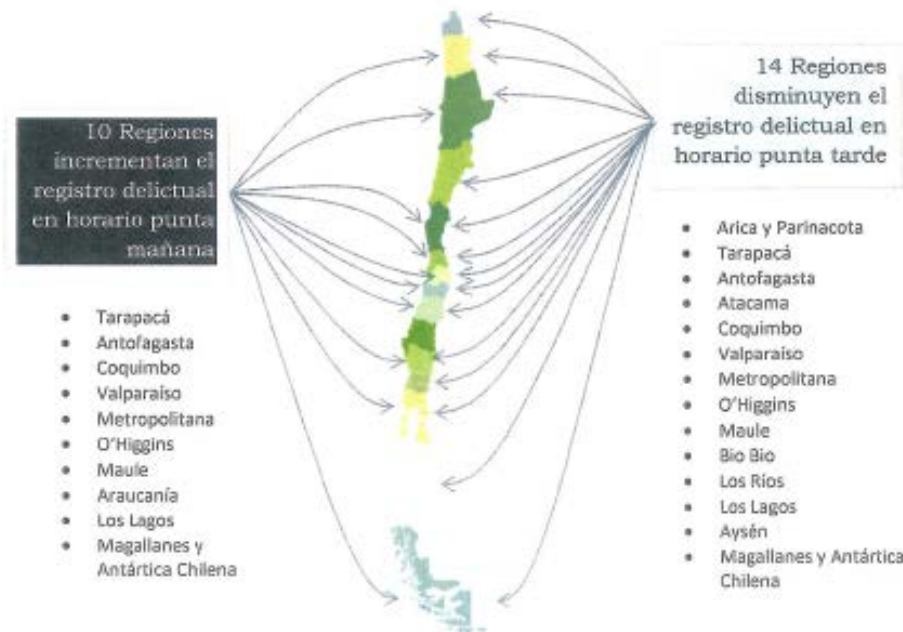 10 Regiones
incrementan el
registro delictual
en horario punta
mañana
• Tarapacá
• Antofagasta
• Coquimbo
• Valparaíso
• Metropolitana
• O'Higgins
• Maule
• Araucanía
• Los Lagos
• Magallanes y
Antártica Chilena
14 Regiones
disminuyen el
registro delictual en
horario punta tarde
• Arica y Parinacota
• Tarapacá
• Antofagasta
• Atacama
• Coquimbo
• Valparaíso
• Metropolitana
• O'Higgins
• Maule
• Bio Bio
• Los Ríos
• Los Lagos
• Aysén
• Magallanes y Antártica
Chilena